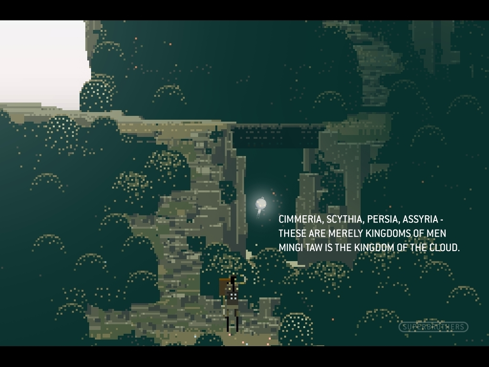 CIMMERIA, SCYTHIA, PERSIA, ASSYRIA -
THESE ARE MERELY KINGDOMS OF MEN
MINGI TAW IS THE KINGDOM OF THE CLOUD.
SUPERBROTHERS